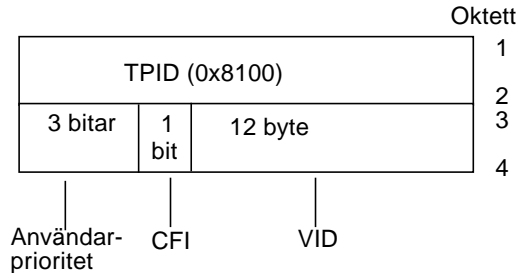 Oktett
1
TPID (0x8100)
2
3 bitar
1
bit
12 byte
3
4
Användar-
prioritet
CFI
VID